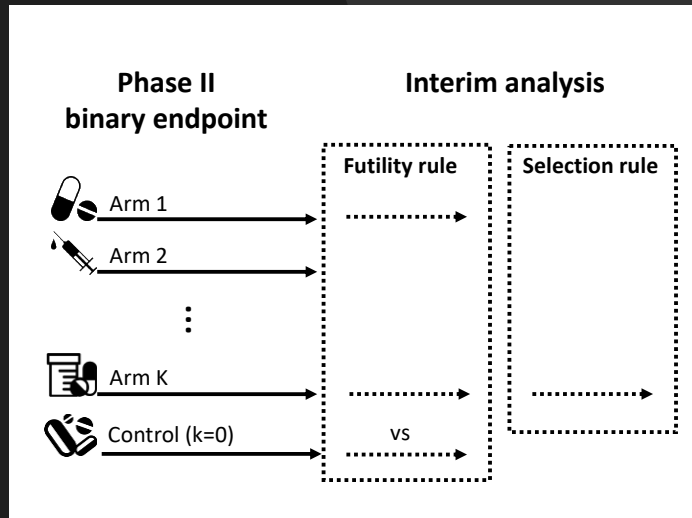 Phase II
binary endpoint
Interim analysis
Futility rule
Selection rule
Arm 1
Arm 2
⋮
Arm K
Control (k=0)
vs